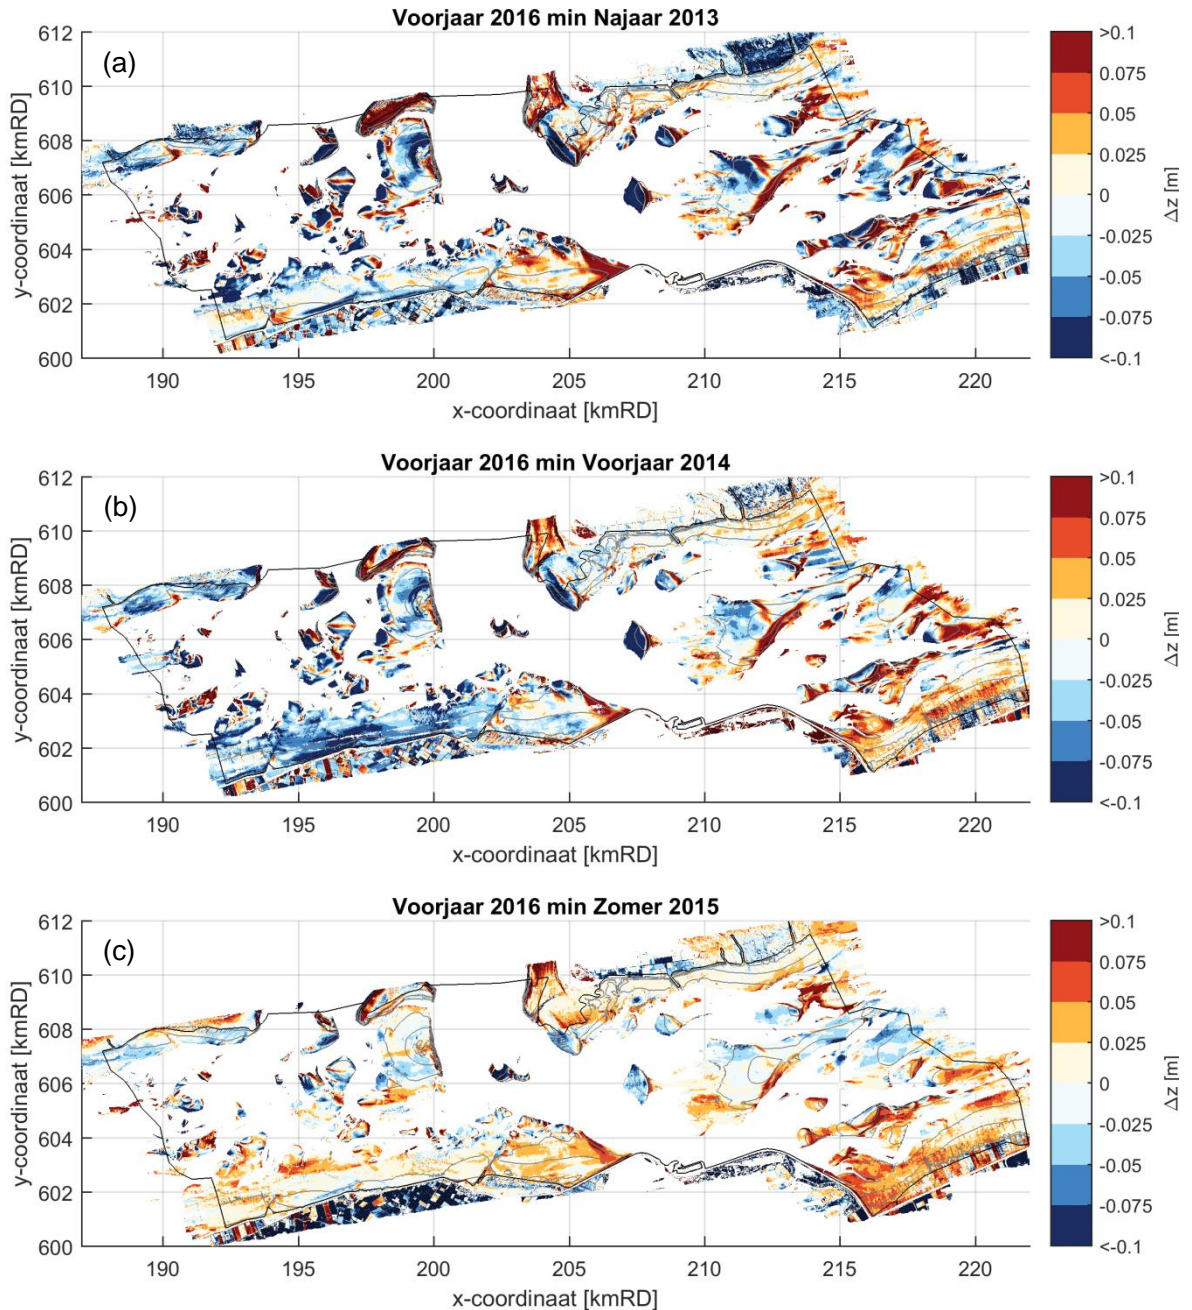 Voorjaar 2016 min Najaar 2013
(a)
612
610
608
606
604
602
600
y-coordinaat [kmRD]
190 195 200 205 210 215 220
x-coordinaat [kmRD]
>0.1
0.075
0.05
0.025
0
-0.025
-0.05
-0.075
<-0.1
Δz [m]
Voorjaar 2016 min Voorjaar 2014
(b)
612
610
608
606
604
602
600
y-coordinaat [kmRD]
190 195 200 205 210 215 220
x-coordinaat [kmRD]
>0.1
0.075
0.05
0.025
0
-0.025
-0.05
-0.075
<-0.1
Δz [m]
Voorjaar 2016 min Zomer 2015
(c)
612
610
608
606
604
602
600
y-coordinaat [kmRD]
190 195 200 205 210 215 220
x-coordinaat [kmRD]
>0.1
0.075
0.05
0.025
0
-0.025
-0.05
-0.075
<-0.1
Δz [m]